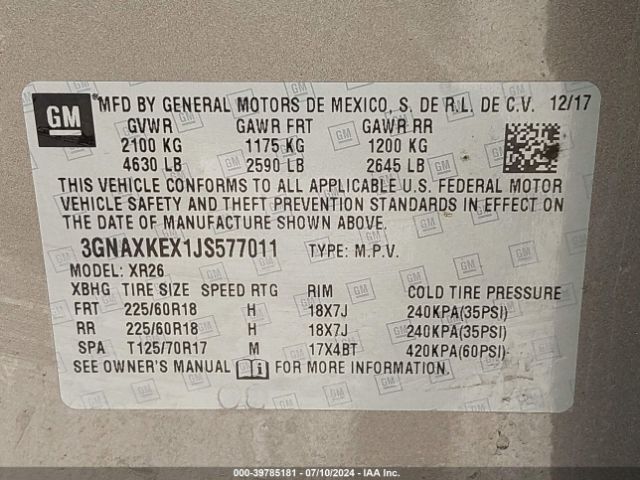 GM ®MFD BY GENERAL MOTORS DE MEXICO, S. DE R.L. DE C.V. 12/17
GVWR GAWR FRT GAWR RR
2100 KG 1175 KG 1200 KG
4630 LB 2590 LB 2645 LB
THIS VEHICLE CONFORMS TO ALL APPLICABLE U.S. FEDERAL MOTOR
VEHICLE SAFETY AND THEFT PREVENTION STANDARDS IN EFFECT ON
THE DATE OF MANUFACTURE SHOWN ABOVE.
3GNAXKEX1JS577011 TYPE: M.P.V.
MODEL: XR26
XBHG TIRE SIZE SPEED RTG RIM COLD TIRE PRESSURE
FRT 225/60R18 H 18X7J 240KPA(35PSI)
RR 225/60R18 H 18X7J 240KPA(35PSI)
SPA T125/70R17 M 17X4BT 420KPA(60PSI)
SEE OWNER'S MANUAL FOR MORE INFORMATION.
000-39785181 - 07/10/2024 - IAA Inc.